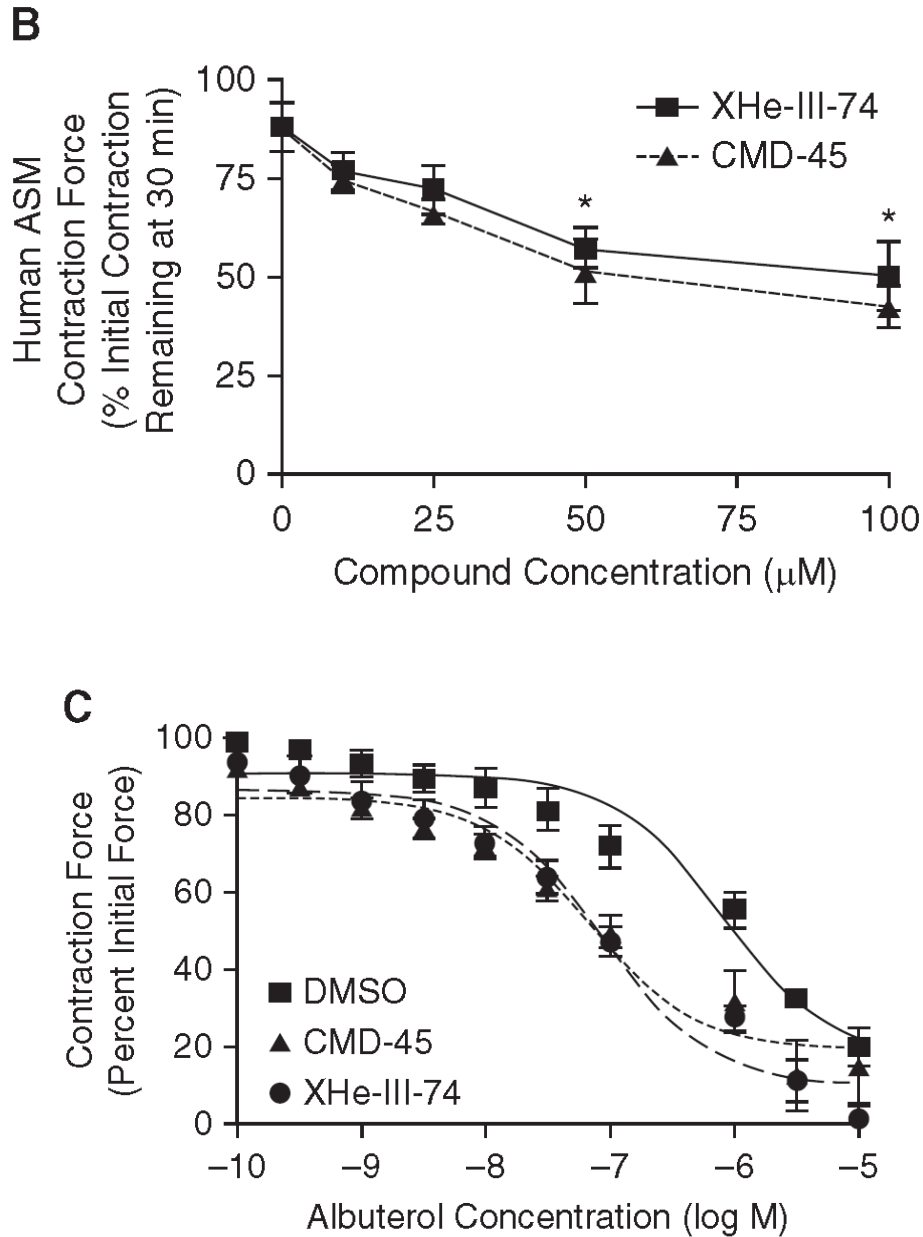 B
Human ASM
Contraction Force
(% Initial Contraction
Remaining at 30 min)
100
75
50
25
0
XHe-III-74
CMD-45
*
*
0 25 50 75 100
Compound Concentration (μM)
C
Contraction Force
(Percent Initial Force)
100
80
60
40
20
0
DMSO
CMD-45
XHe-III-74
–10 –9 –8 –7 –6 –5
Albuterol Concentration (log M)